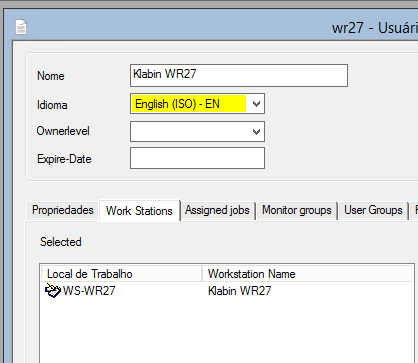 wr27 - Usuári
Nome Klabin WR27
Idioma English (ISO) - EN
Ownerlevel
Expire-Date
Propriedades Work Stations Assigned jobs Monitor groups User Groups
Selected
Local de Trabalho Workstation Name
WS-WR27 Klabin WR27